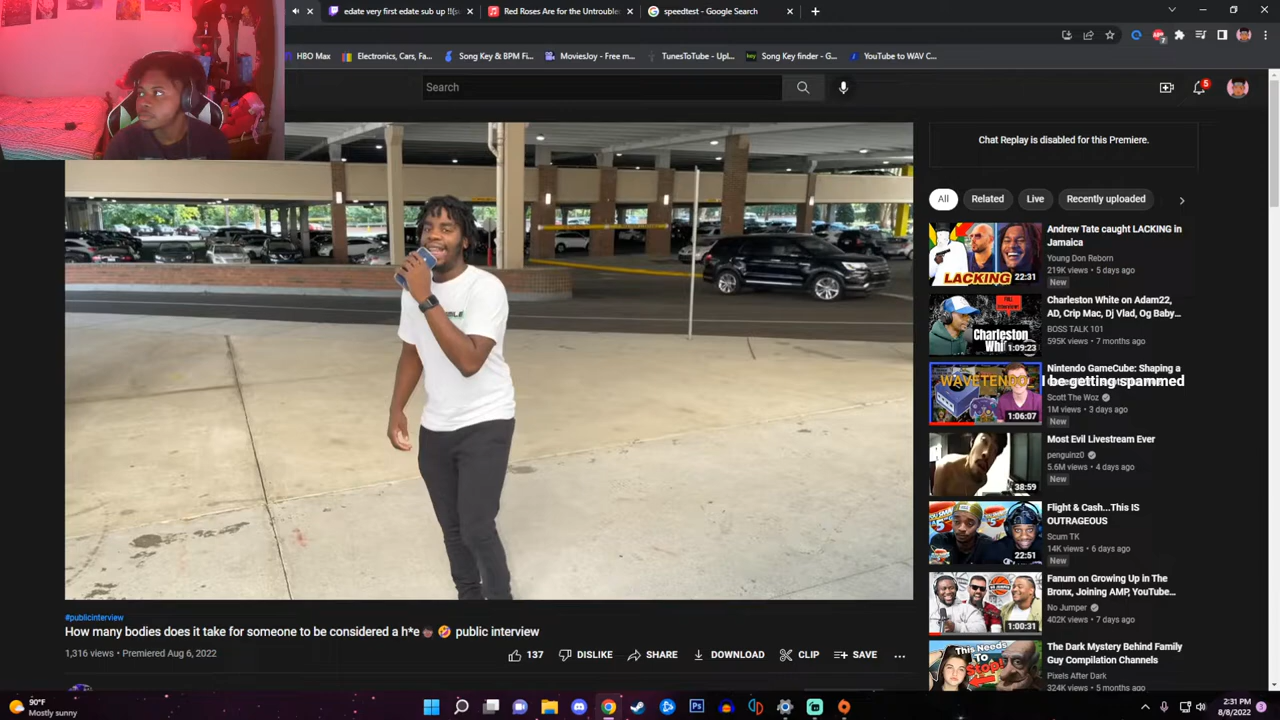 edate very first edate sub up !!(s
Red Roses Are for the Untrouble
speedtest - Google Search
HBO Max
Electronics, Cars, Fa...
Song Key & BPM Fi...
MoviesJoy - Free m...
TunesToTube - Upl...
Song Key finder - G...
YouTube to WAV C...
Search
5
Chat Replay is disabled for this Premiere.
All
Related
Live
Recently uploaded
LACKING
22:31
Andrew Tate caught LACKING in
Jamaica
Young Don Reborn
219K views • 5 days ago
New
Charleston
1:09:23
Charleston White on Adam22,
AD, Crip Mac, Dj Vlad, Og Baby...
BOSS TALK 101
595K views • 7 months ago
WAVETENDO
1:06:07
Nintendo GameCube: Shaping a
I be getting spammed
Scott The Woz
1M views • 3 days ago
New
38:59
Most Evil Livestream Ever
penguinz0
5.6M views • 4 days ago
New
22:51
Flight & Cash...This IS
OUTRAGEOUS
Scum TK
14K views • 6 days ago
New
1:00:31
Fanum on Growing Up in The
Bronx, Joining AMP, YouTube...
No Jumper
402K views • 7 days ago
This Needs
To
Stop!
The Dark Mystery Behind Family
Guy Compilation Channels
Pixels After Dark
324K views • 5 months ago
#publicinterview
How many bodies does it take for someone to be considered a h*e 🤣 public interview
1,316 views • Premiered Aug 6, 2022
137
DISLIKE
SHARE
DOWNLOAD
CLIP
SAVE
90°F
Mostly sunny
2:31 PM
8/8/2022